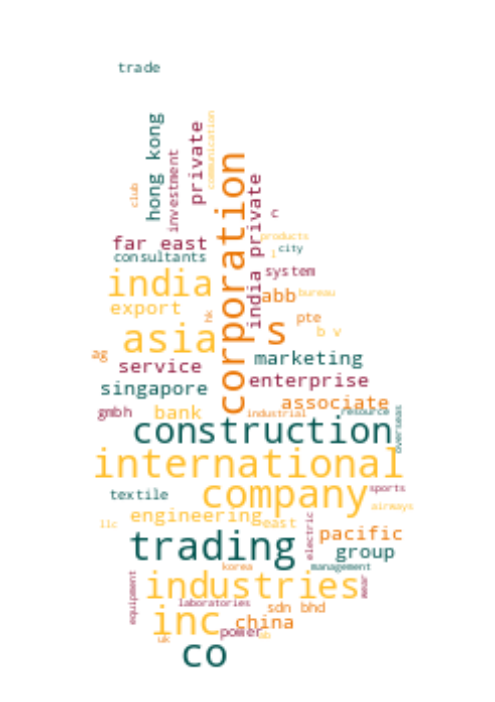 trade
hong kong
private
communication
investment
club
corporation
india private
c
far east
products
city
consultants
l
system
india
abb
bureau
export
hk
pte
s
b v
asia
ag
marketing
service
enterprise
singapore
associate
gmbh
bank
industrial
resource
overseas
construction
international
company
sports
textile
airways
engineering
east
llc
electric
pacific
trading
group
korea
management
industries
wear
equipment
laboratories
sdn bhd
inc
china
power
uk
co